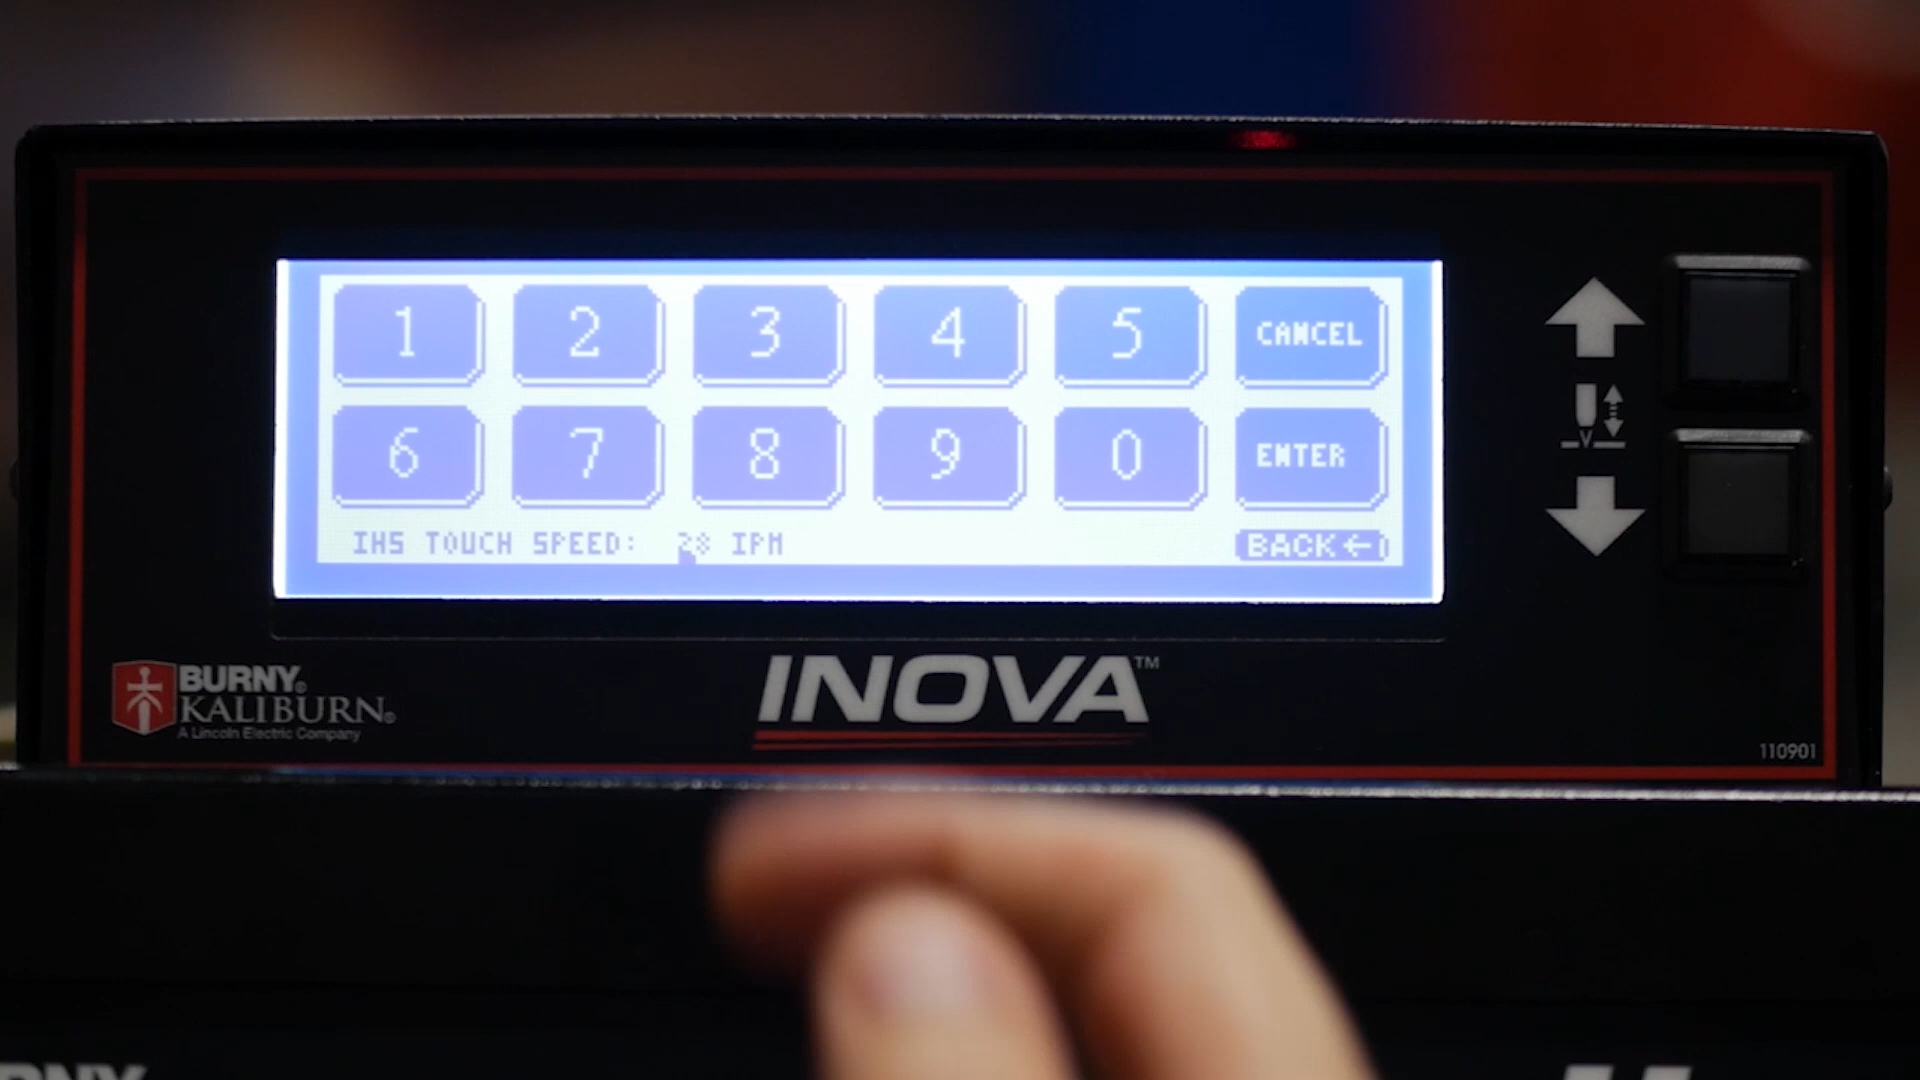 1 2 3 4 5 CANCEL
6 7 8 9 0 ENTER
IHS TOUCH SPEED: 28 IPM BACK←
BURNY®
KALIBURN®
A Lincoln Electric Company
INOVA™
110901